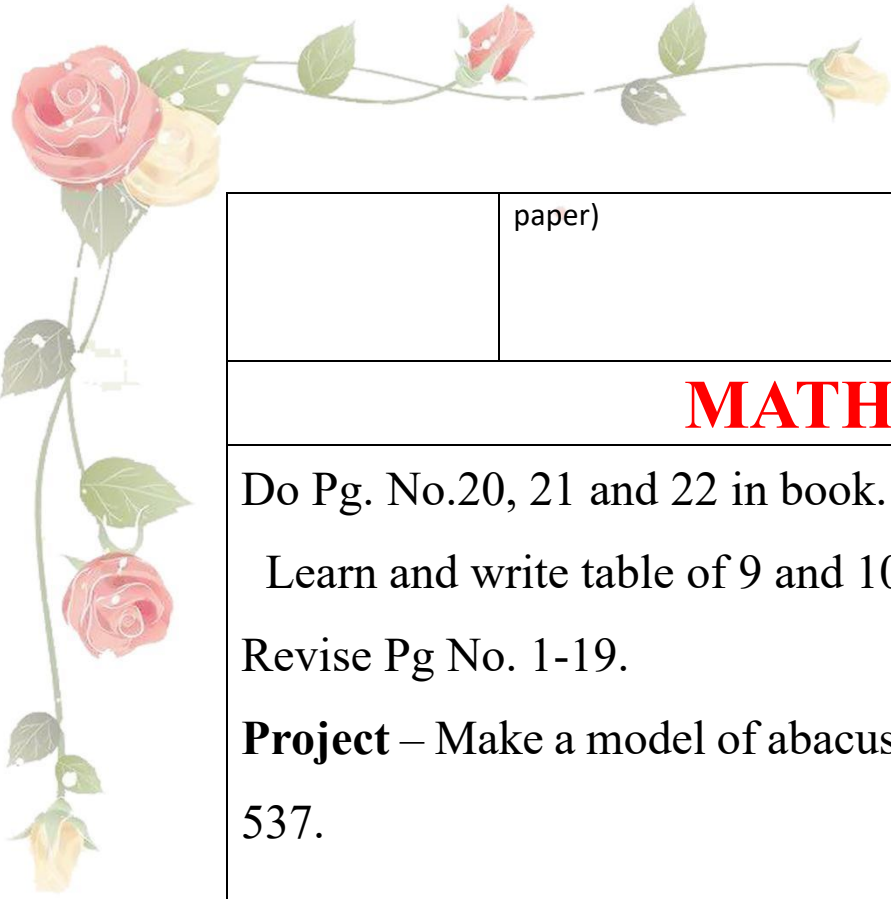 paper)
MATH
Do Pg. No.20, 21 and 22 in book.
Learn and write table of 9 and 10
Revise Pg No. 1-19.
Project – Make a model of abacus
537.